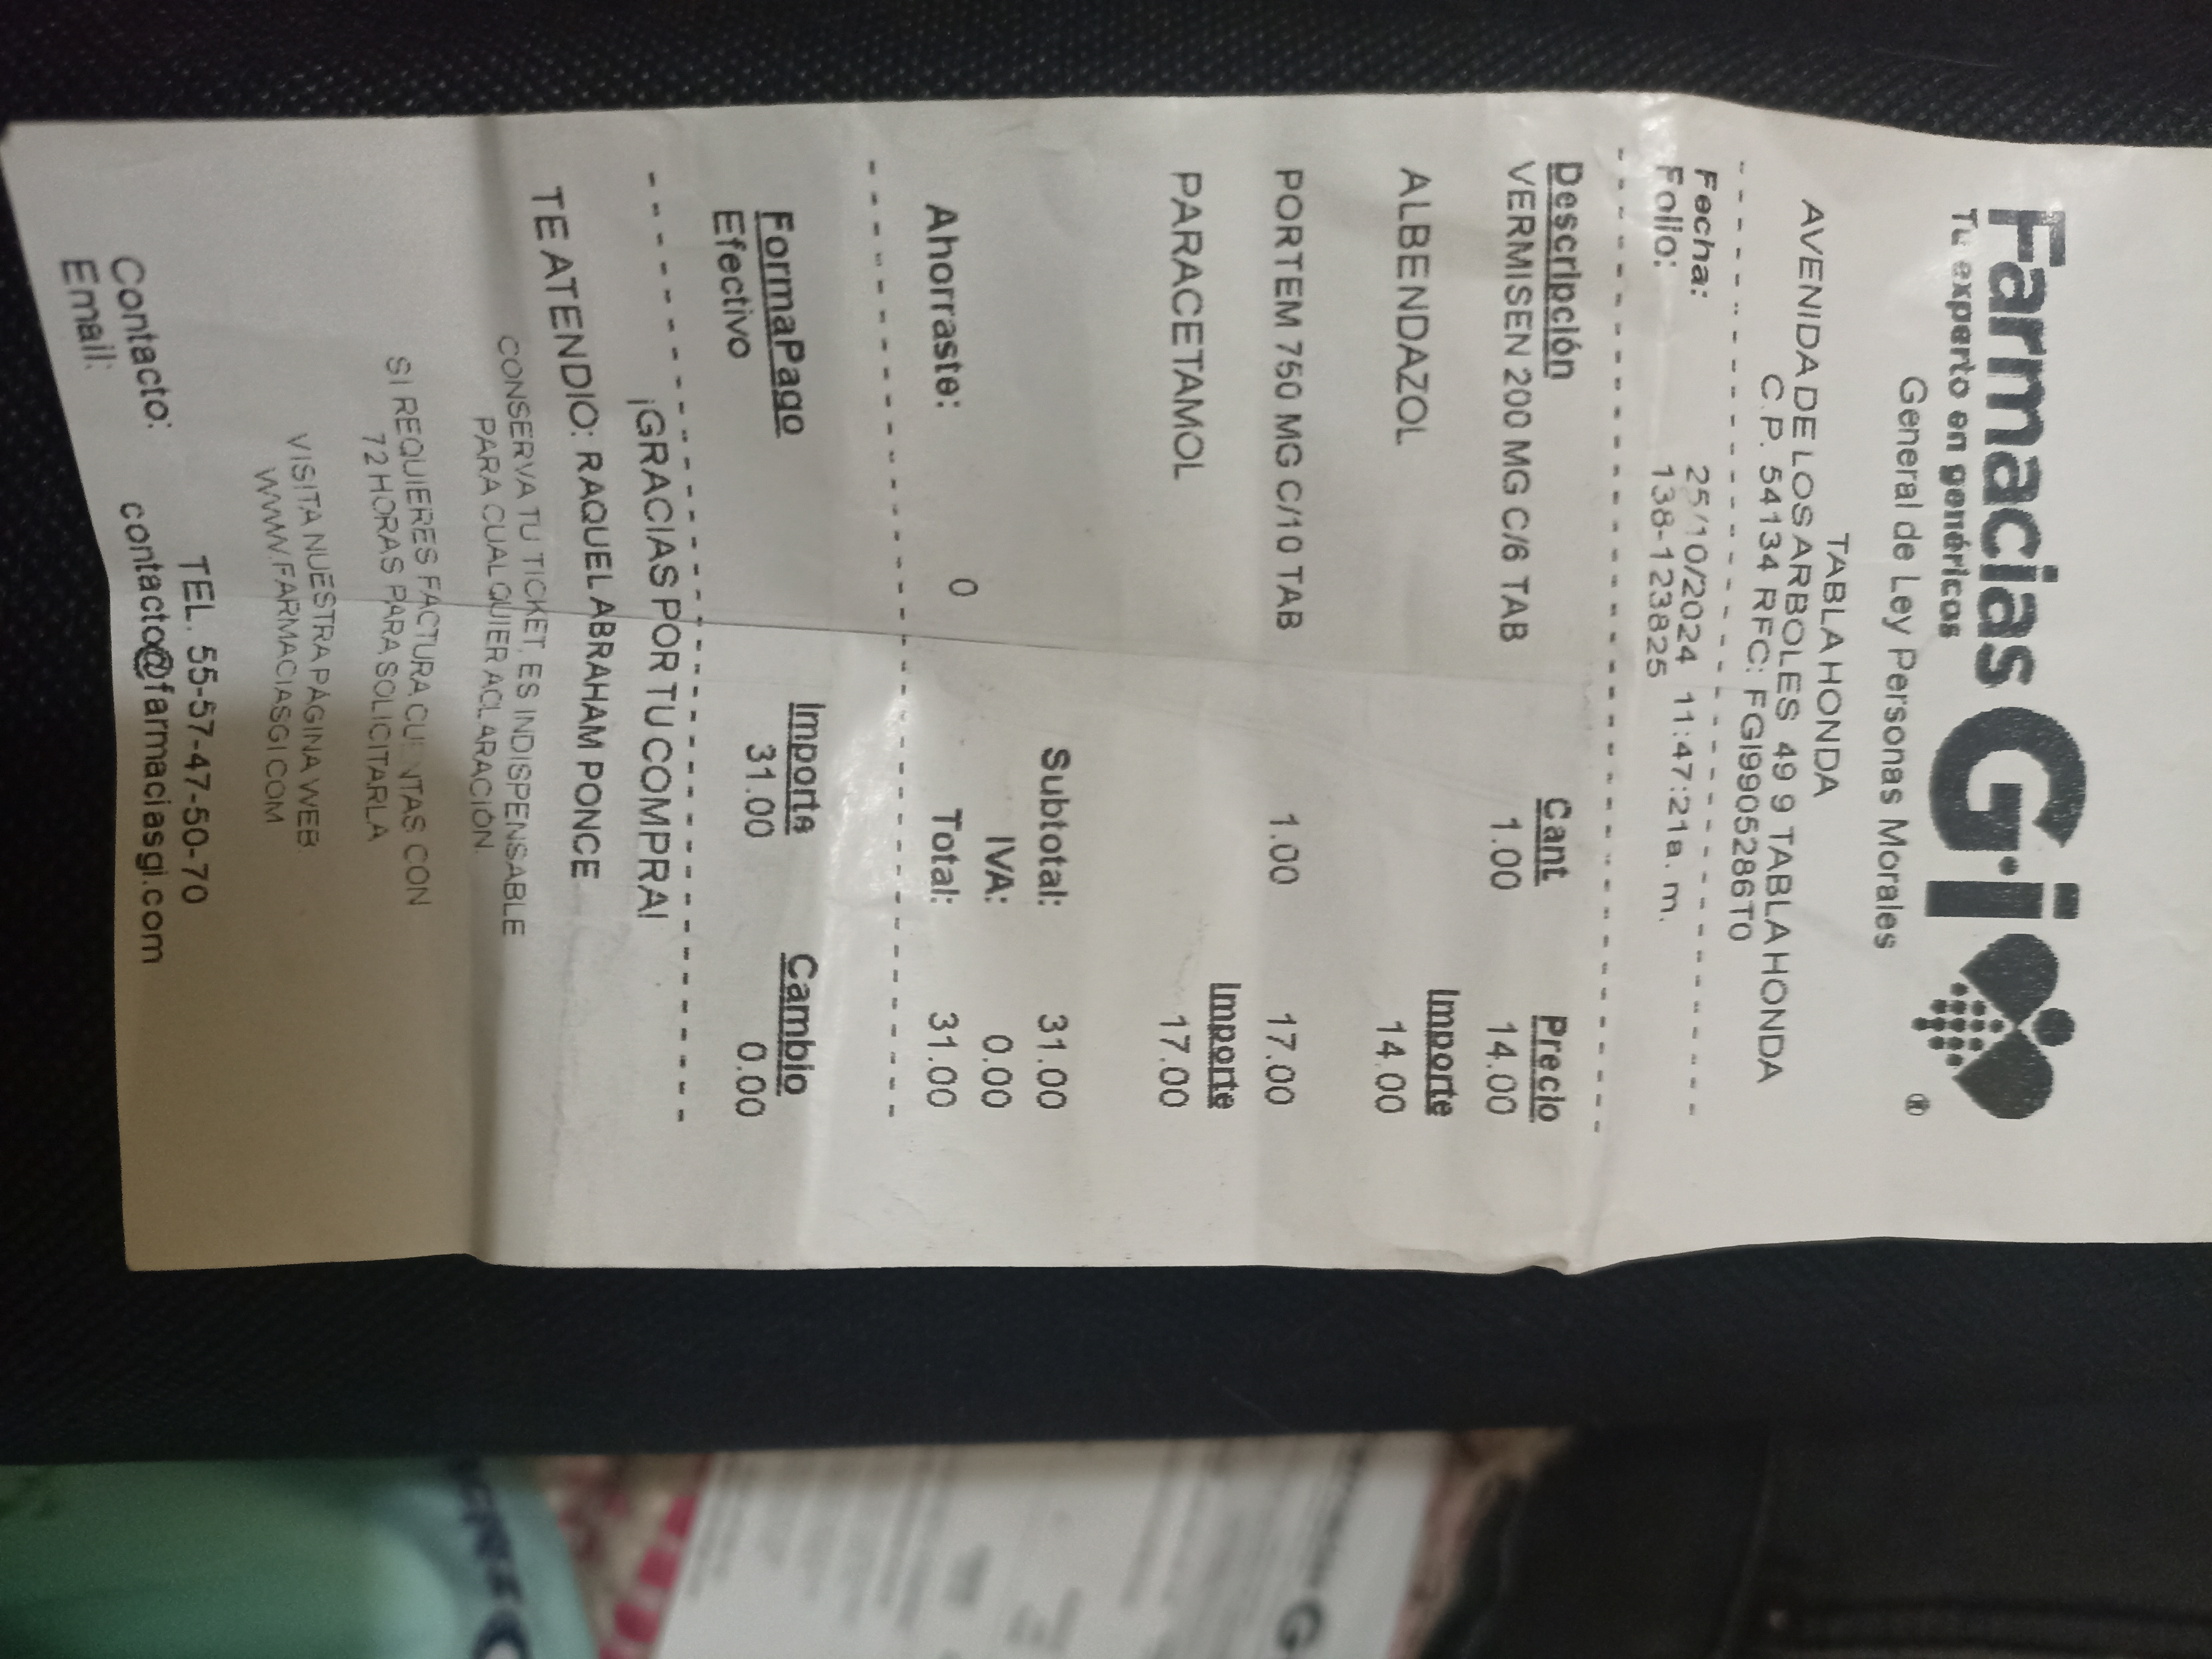 Farmacias Gi
Tu experto en genéricos
®
General de Ley Personas Morales
TABLA HONDA
AVENIDA DE LOS ARBOLES 49 9 TABLA HONDA
C.P. 54134 RFC: FGI9905286T0
Fecha: 25/10/2024 11:47:21a. m.
Folio: 138-123825
Descripción Cant Precio
VERMISEN 200 MG C/6 TAB 1.00 14.00
Importe
ALBENDAZOL 14.00
PORTEM 750 MG C/10 TAB 1.00 17.00
Importe
PARACETAMOL 17.00
Subtotal: 31.00
IVA: 0.00
Ahorraste: 0 Total: 31.00
FormaPago Importe Cambio
Efectivo 31.00 0.00
¡GRACIAS POR TU COMPRA!
TE ATENDIO: RAQUEL ABRAHAM PONCE
CONSERVA TU TICKET, ES INDISPENSABLE
PARA CUALQUIER ACLARACIÓN.
SI REQUIERES FACTURA CUENTAS CON
72 HORAS PARA SOLICITARLA
VISITA NUESTRA PÁGINA WEB:
WWW.FARMACIASGI.COM
TEL. 55-57-47-50-70
Contacto: contacto@farmaciasgi.com
Email: